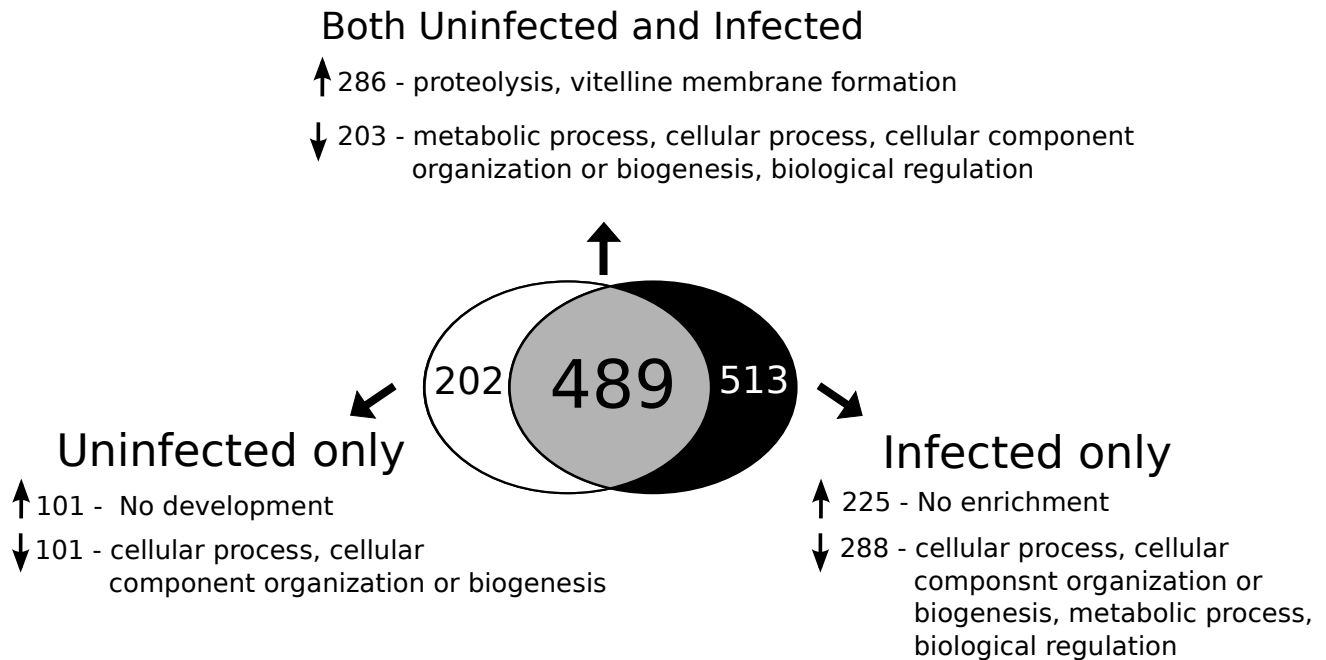 Both Uninfected and Infected
286 - proteolysis, vitelline membrane formation
203 - metabolic process, cellular process, cellular component
organization or biogenesis, biological regulation
202
489
513
Uninfected only
101 - No development
101 - cellular process, cellular
component organization or biogenesis
Infected only
225 - No enrichment
288 - cellular process, cellular
componsnt organization or
biogenesis, metabolic process,
biological regulation